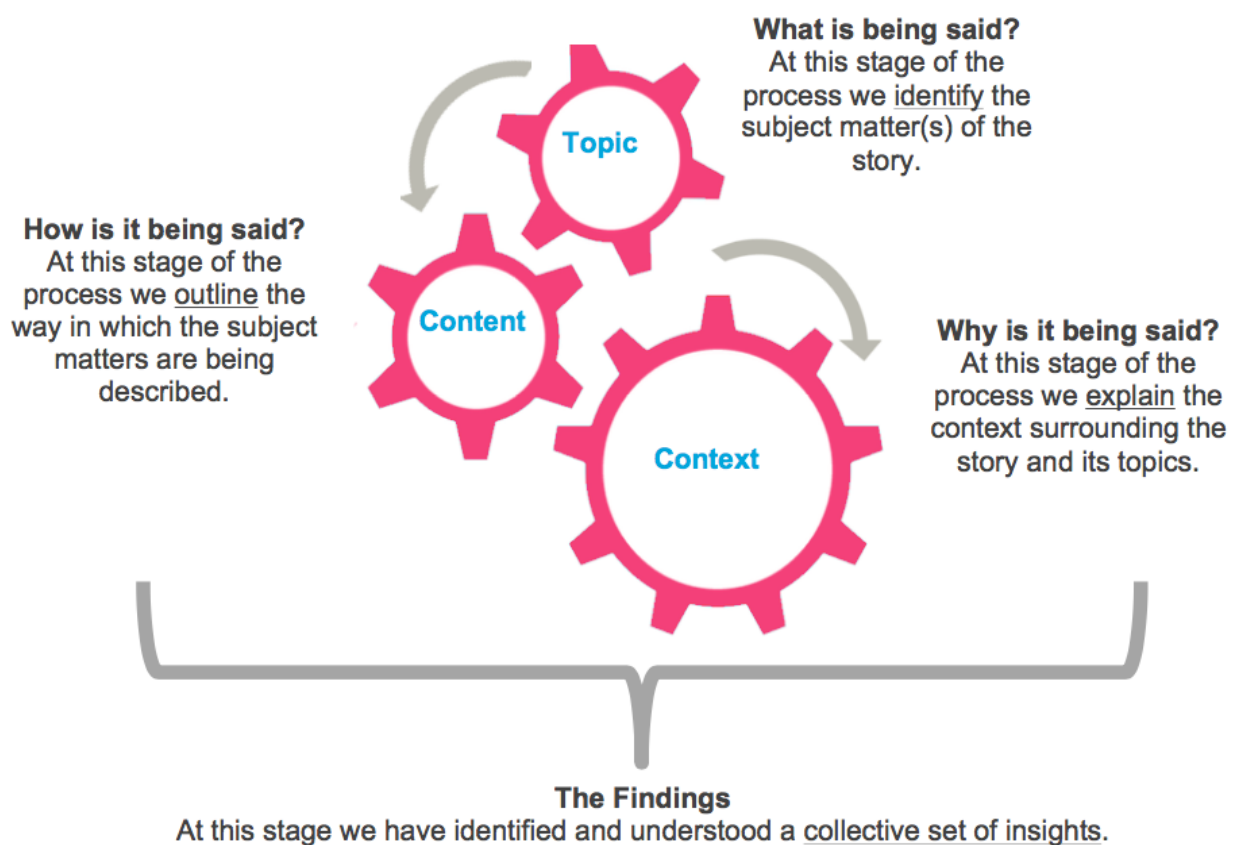 What is being said?
At this stage of the
process we identify the
subject matter(s) of the
story.
Topic
How is it being said?
At this stage of the
process we outline the
way in which the subject
matters are being
described.
Content
Why is it being said?
At this stage of the
process we explain the
context surrounding the
story and its topics.
Context
The Findings
At this stage we have identified and understood a collective set of insights.